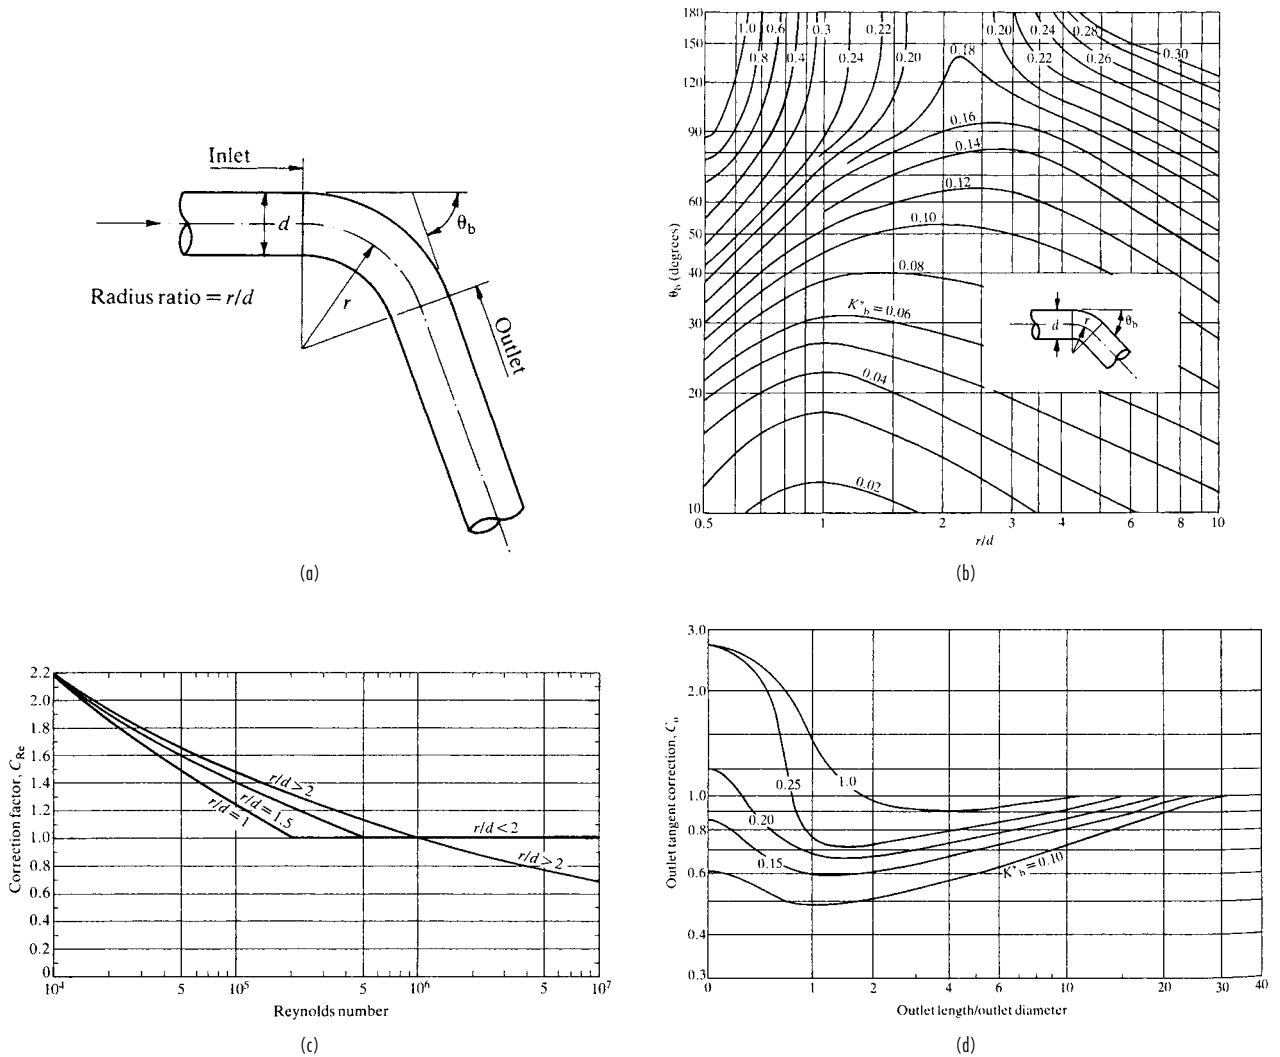 Inlet
d
θb
r
Radius ratio = r/d
Outlet
(a)
180
150
120
90
80
60
50
40
30
20
10
θb (degrees)
1.0
0.6
0.3
0.22
0.20
0.24
0.28
0.30
0.8
0.4
0.24
0.20
0.18
0.22
0.26
0.16
0.14
0.12
0.10
0.08
K*b = 0.06
0.04
0.02
d
r
θb
0.5 1 2 3 4 6 8 10
r/d
(b)
2.2
2.0
1.8
1.6
1.4
1.2
1.0
0.8
0.6
0.4
0.2
0
Correction factor, CRe
r/d>2
r/d=1.5
r/d=1
r/d<2
r/d>2
10⁴ 5 10⁵ 5 10⁶ 5 10⁷
Reynolds number
(c)
3.0
2.0
1.0
0.8
0.6
0.4
0.3
Outlet tangent correction, Co
0.25
1.0
0.20
0.15
K*b=0.10
0 1 2 4 6 10 20 30 40
Outlet length/outlet diameter
(d)